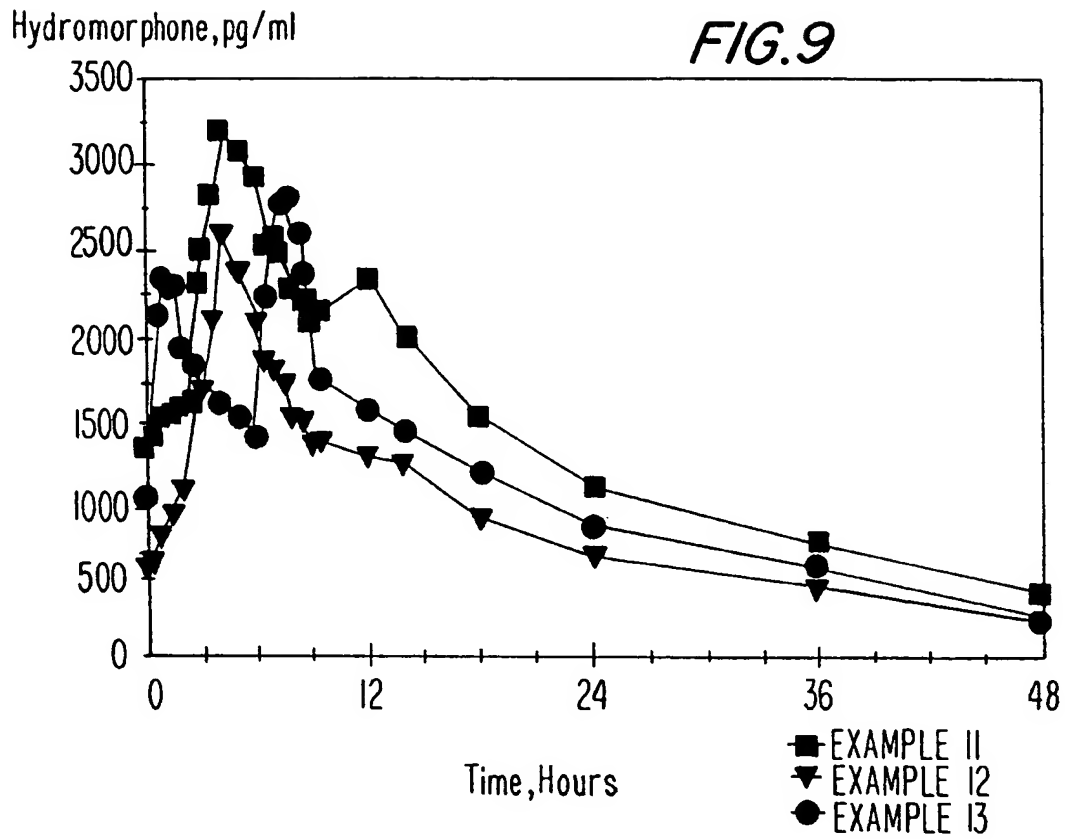 Hydromorphone,pg/ml
FIG.9
3500
3000
2500
2000
1500
1000
500
0
0 12 24 36 48
Time,Hours
EXAMPLE 11
EXAMPLE 12
EXAMPLE 13